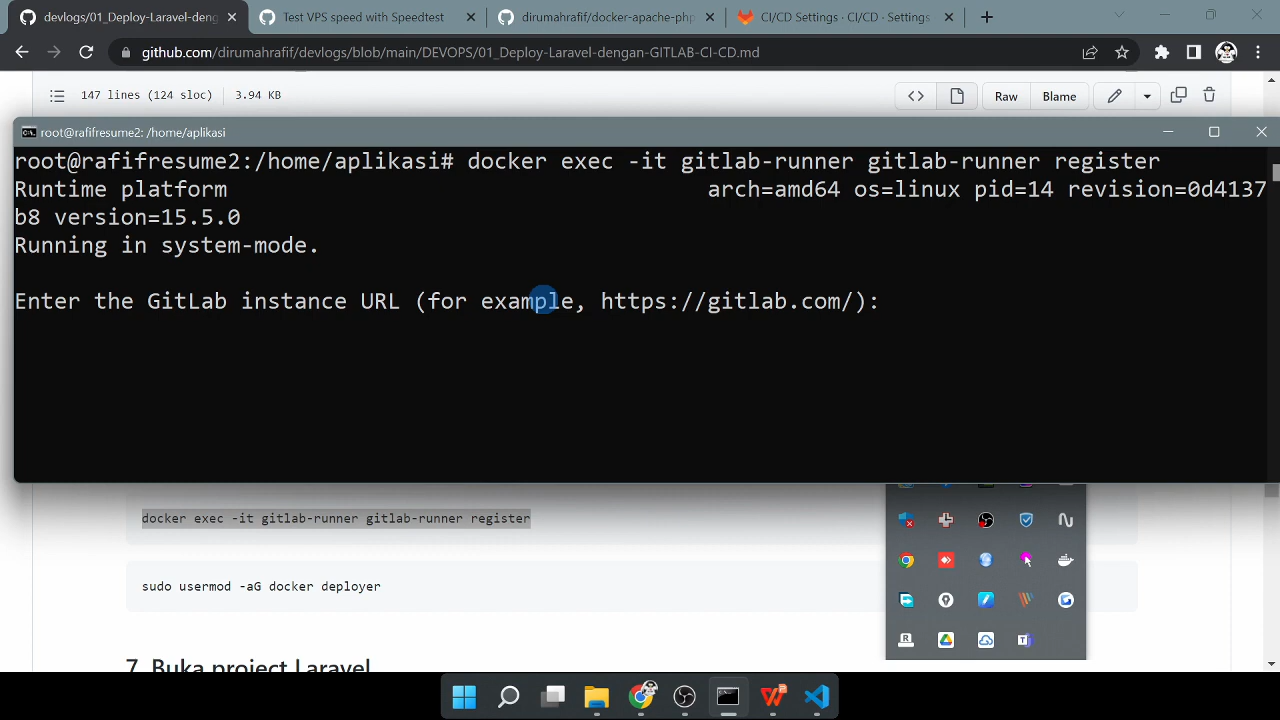 devlogs/01_Deploy-Laravel-deng
Test VPS speed with Speedtest
dirumahrafif/docker-apache-php
CI/CD Settings · CI/CD · Settings
github.com/dirumahrafif/devlogs/blob/main/DEVOPS/01_Deploy-Laravel-dengan-GITLAB-CI-CD.md
147 lines (124 sloc)
3.94 KB
Raw
Blame
root@rafifresume2: /home/aplikasi
root@rafifresume2:/home/aplikasi# docker exec -it gitlab-runner gitlab-runner register
Runtime platform arch=amd64 os=linux pid=14 revision=0d4137
b8 version=15.5.0
Running in system-mode.
Enter the GitLab instance URL (for example, https://gitlab.com/):
docker exec -it gitlab-runner gitlab-runner register
sudo usermod -aG docker deployer
7. Buka project Laravel